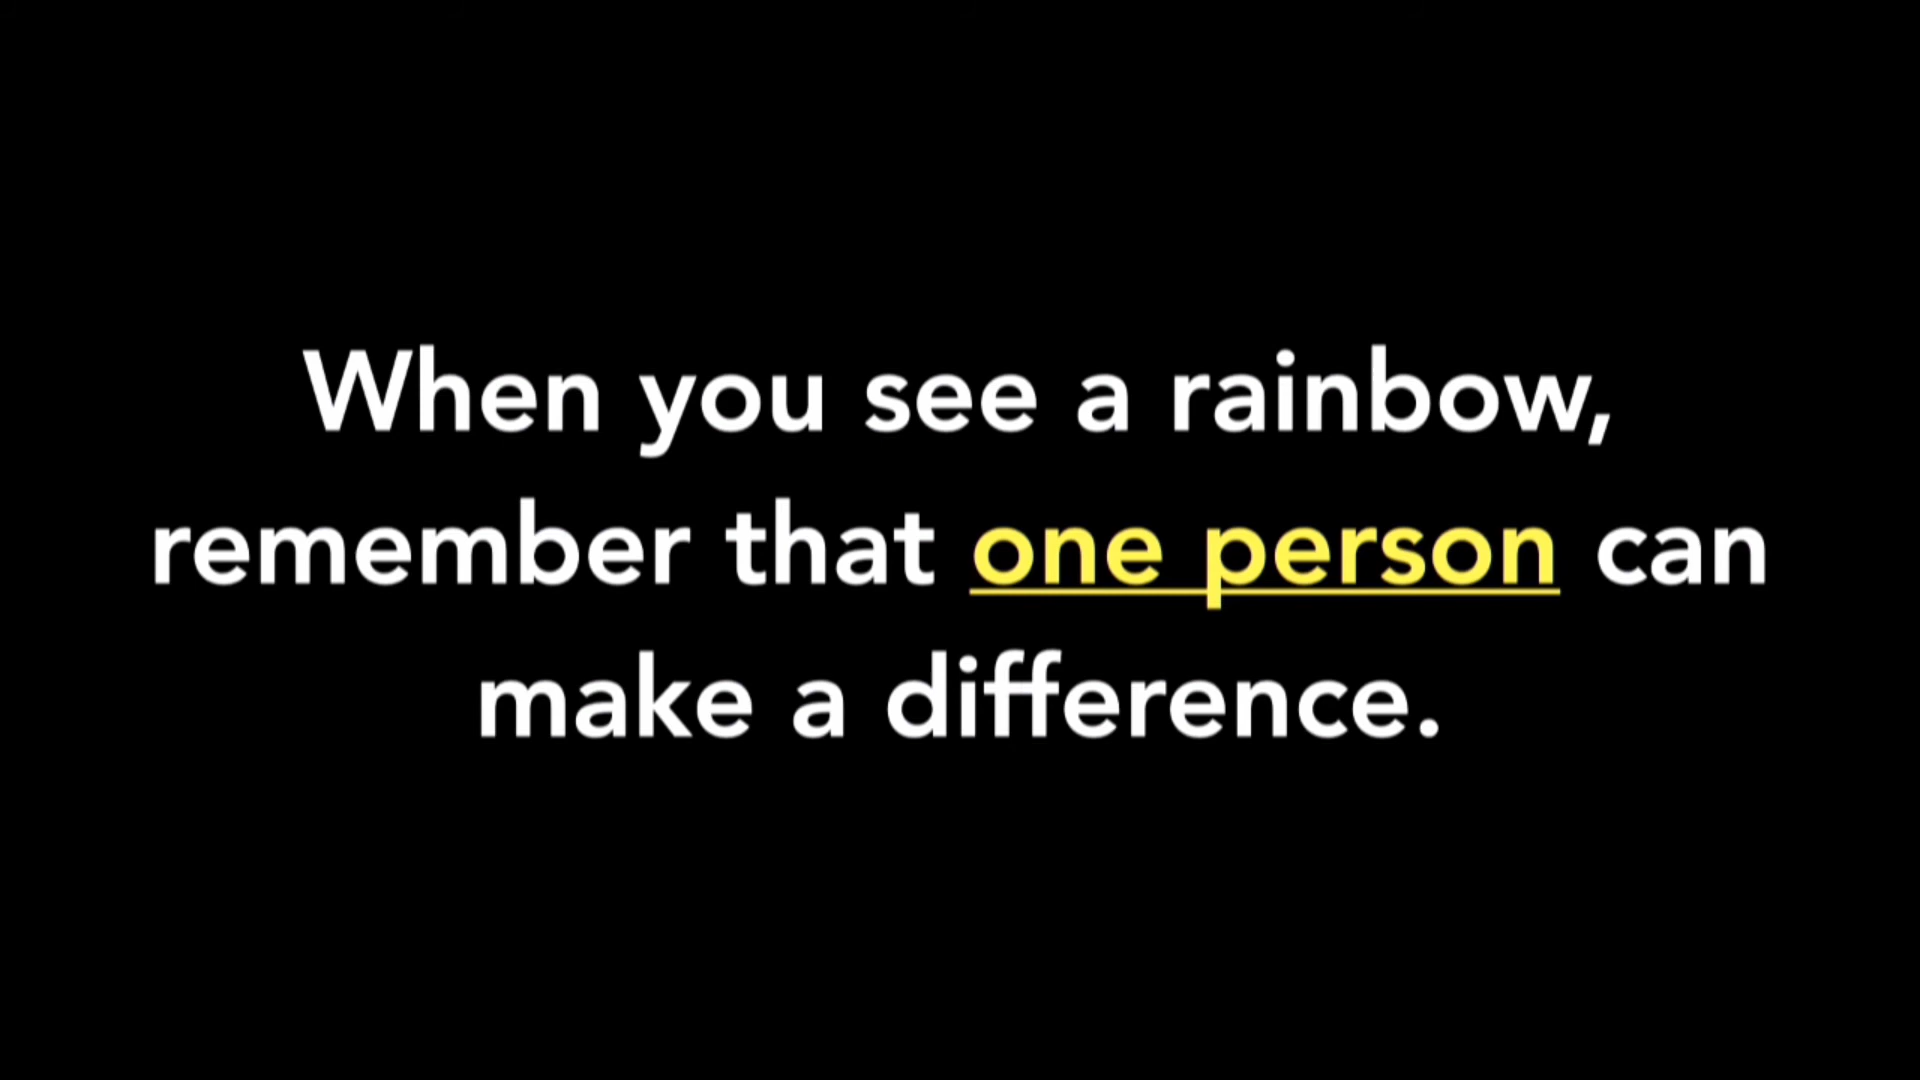 When you see a rainbow,
remember that one person can
make a difference.